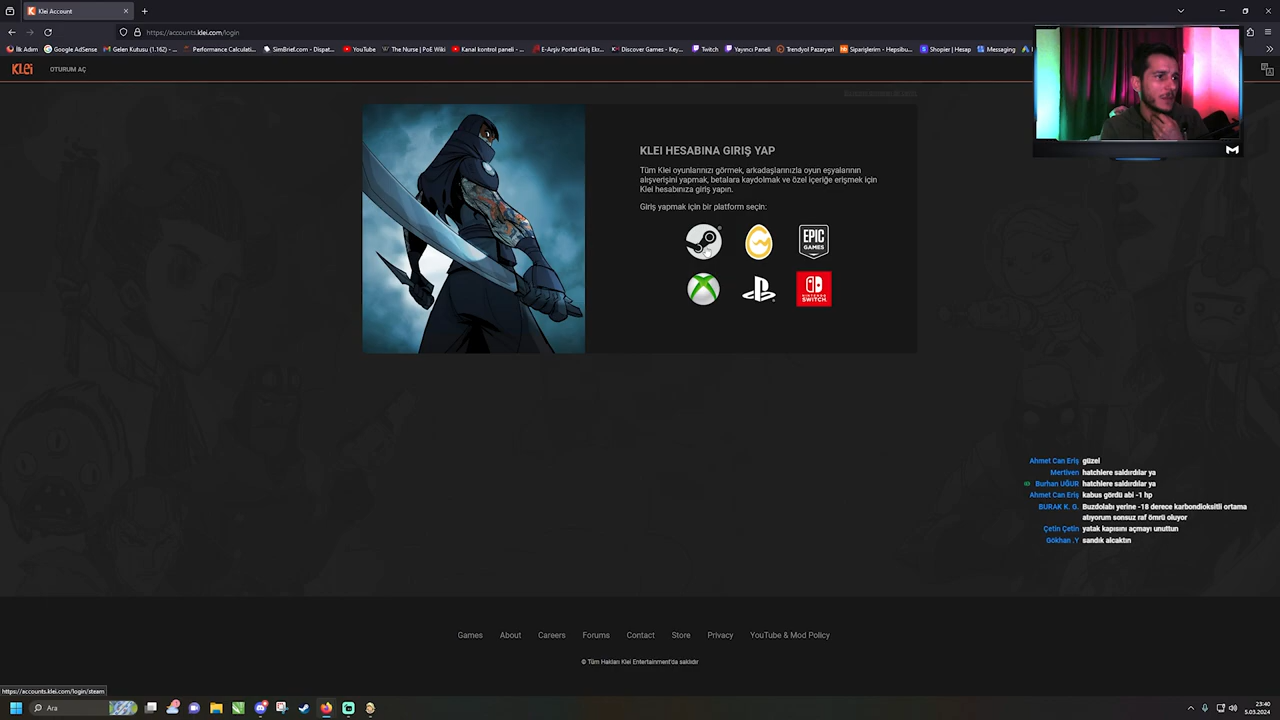 Klei Account
https://accounts.klei.com/login
İlk Adım
Google AdSense
Gelen Kutusu (1.162) - ...
Performance Calculati...
SimBrief.com - Dispat...
YouTube
The Nurse | PoE Wiki
Kanal kontrol paneli - ...
E-Arşiv Portal Giriş Ekr...
Discover Games - Kay...
Twitch
Yayıncı Paneli
Trendyol Pazaryeri
Siparişlerim - Hepsibu...
Shopier | Hesap
Messaging
Klei
OTURUM AÇ
KLEI HESABINA GIRIŞ YAP
Tüm Klei oyunlarınızı görmek, arkadaşlarınızla oyun eşyalarının
alışverişini yapmak, betalara kaydolmak ve özel içeriğe erişmek için
Klei hesabınıza giriş yapın.
Giriş yapmak için bir platform seçin:
EPIC
GAMES
NINTENDO
SWITCH
Ahmet Can Eriş güzel
Mertiven hatchlere saldırdılar ya
Burhan UĞUR hatchlere saldırdılar ya
Ahmet Can Eriş kabus gördü abi -1 hp
BURAK K. G. Buzdolabı yerine -18 derece karbondioksitli ortama
atıyorum sonsuz raf ömrü oluyor
Çetin Çetin yatak kapısını açmayı unuttun
Gökhan .Y sandık alcaktın
Games
About
Careers
Forums
Contact
Store
Privacy
YouTube & Mod Policy
© Tüm Hakları Klei Entertainment'da saklıdır
https://accounts.klei.com/login/steam
Ara
23:40
5.03.2024